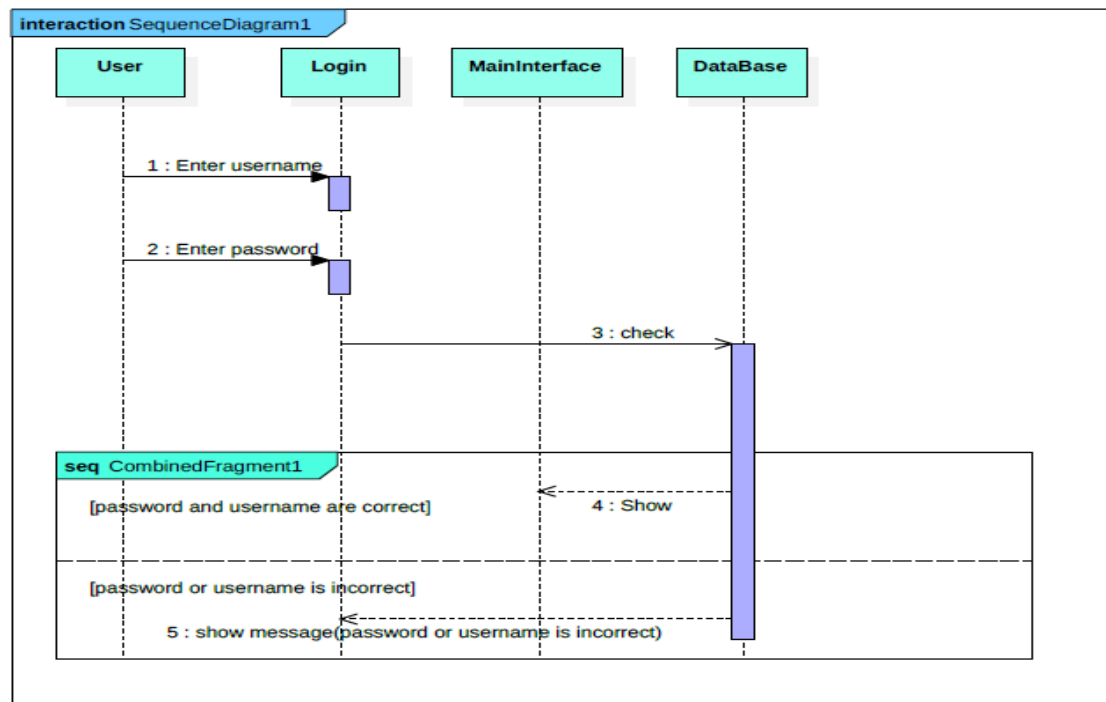 interaction SequenceDiagram1
User
Login
MainInterface
DataBase
1 : Enter username
2 : Enter password
3 : check
seq CombinedFragment1
4 : Show
[password and username are correct]
[password or username is incorrect]
5 : show message(password or username is incorrect)